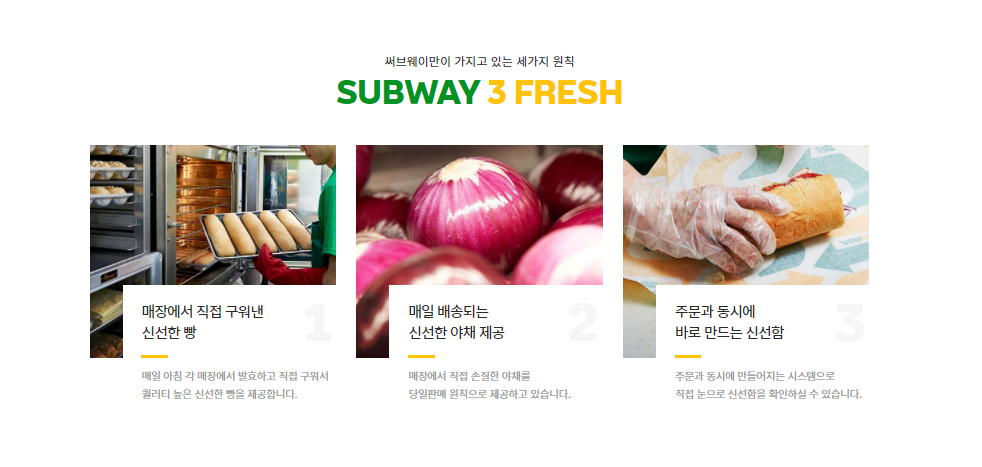 써브웨이만이 가지고 있는 세가지 원칙
SUBWAY 3 FRESH
매장에서 직접 구워낸
신선한 빵
1
매일 아침 각 매장에서 발효하고 직접 구워서
퀄러티 높은 신선한 빵을 제공합니다.
매일 배송되는
신선한 야채 제공
2
매장에서 직접 손질한 야채를
당일판매 원칙으로 제공하고 있습니다.
주문과 동시에
바로 만드는 신선함
3
주문과 동시에 만들어지는 시스템으로
직접 눈으로 신선함을 확인하실 수 있습니다.